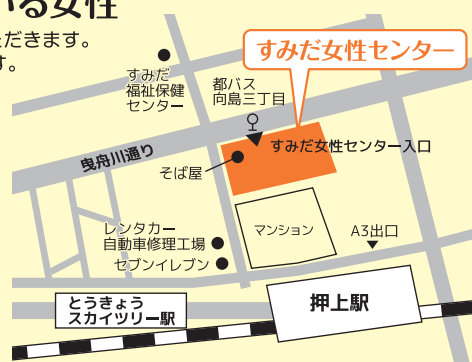 いる女性
だきます。
す。
すみだ女性センター
すみだ
福祉保健
センター
都バス
向島三丁目
すみだ女性センター入口
曳舟川通り
そば屋
マンション
A3出口
レンタカー
自動車修理工場
セブンイレブン
とうきょう
スカイツリー駅
押上駅